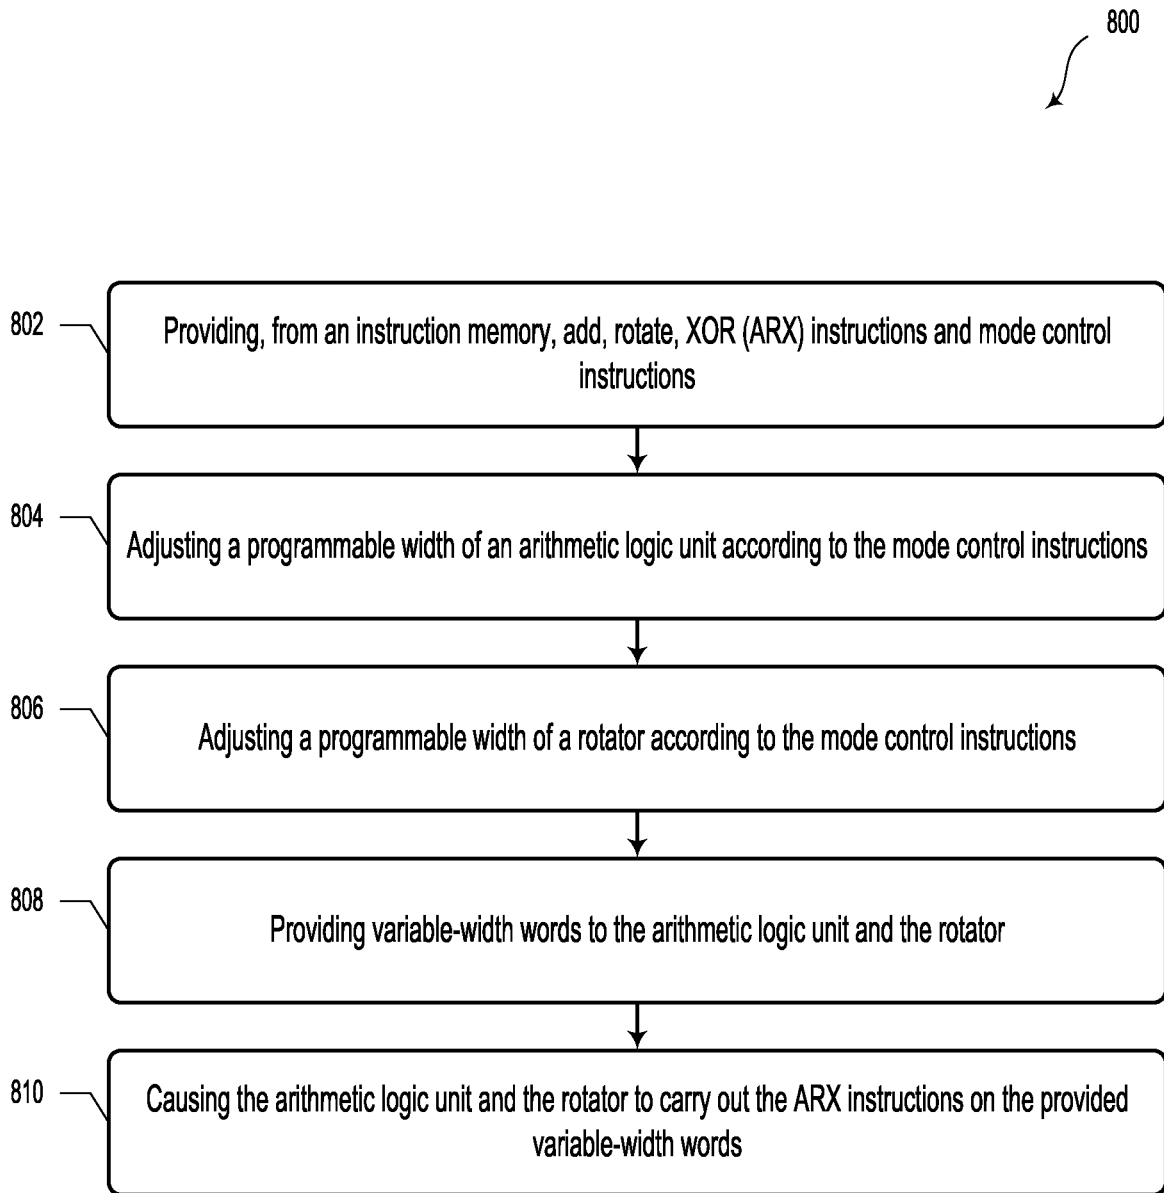 800
802
Providing, from an instruction memory, add, rotate, XOR (ARX) instructions and mode control
instructions
804
Adjusting a programmable width of an arithmetic logic unit according to the mode control instructions
806
Adjusting a programmable width of a rotator according to the mode control instructions
808
Providing variable-width words to the arithmetic logic unit and the rotator
810
Causing the arithmetic logic unit and the rotator to carry out the ARX instructions on the provided
variable-width words